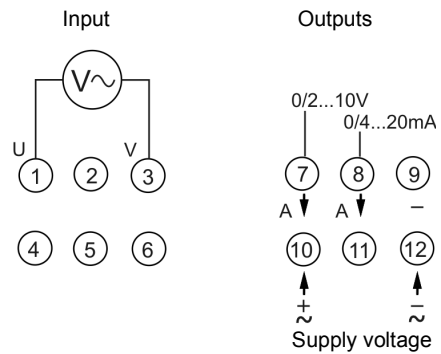 Input Outputs
V~
0/2...10V
0/4...20mA
U V
1 2 3 7 8 9
A A –
4 5 6 10 11 12
+ –
~ ~
Supply voltage